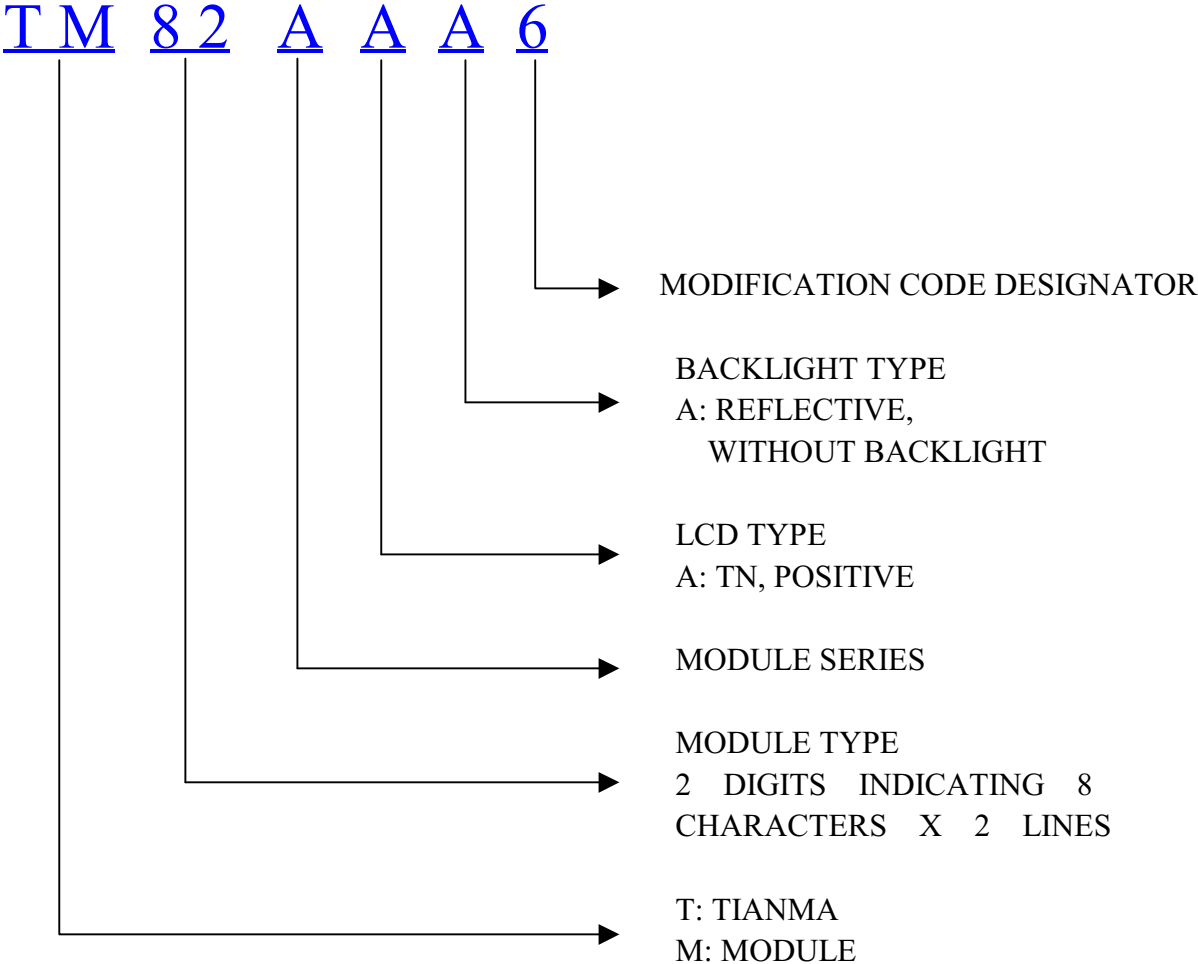 T M 8 2 A A A 6
MODIFICATION CODE DESIGNATOR
BACKLIGHT TYPE
A: REFLECTIVE,
WITHOUT BACKLIGHT
LCD TYPE
A: TN, POSITIVE
MODULE SERIES
MODULE TYPE
2 DIGITS INDICATING 8
CHARACTERS X 2 LINES
T: TIANMA
M: MODULE